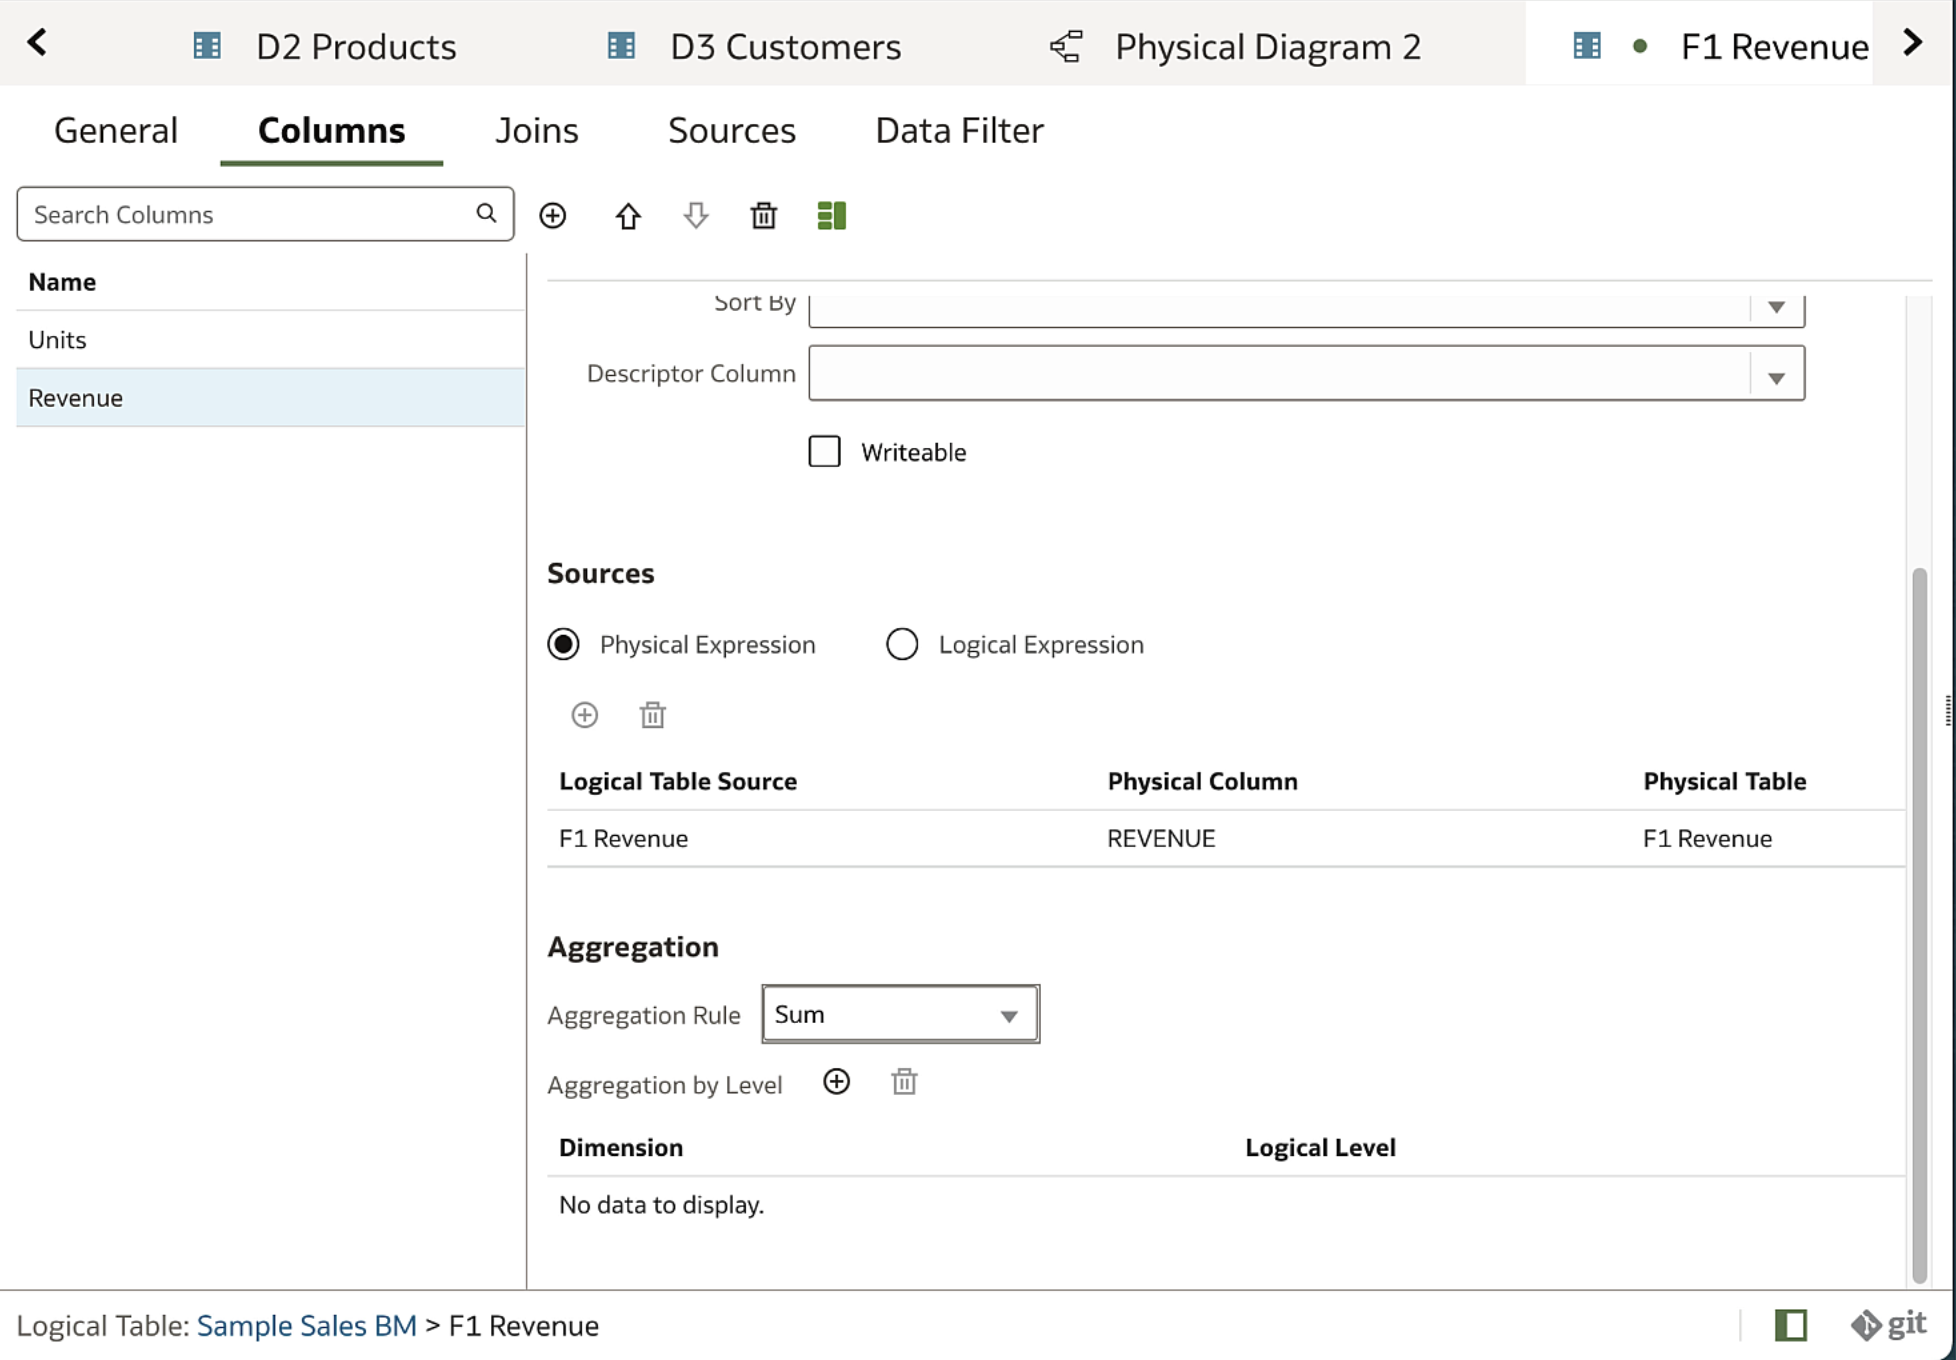 D2 Products D3 Customers Physical Diagram 2 F1 Revenue
General Columns Joins Sources Data Filter
Search Columns
Name
Units
Revenue
Sort By
Descriptor Column
Writeable
Sources
Physical Expression Logical Expression
Logical Table Source Physical Column Physical Table
F1 Revenue REVENUE F1 Revenue
Aggregation
Aggregation Rule Sum
Aggregation by Level
Dimension Logical Level
No data to display.
Logical Table: Sample Sales BM > F1 Revenue git